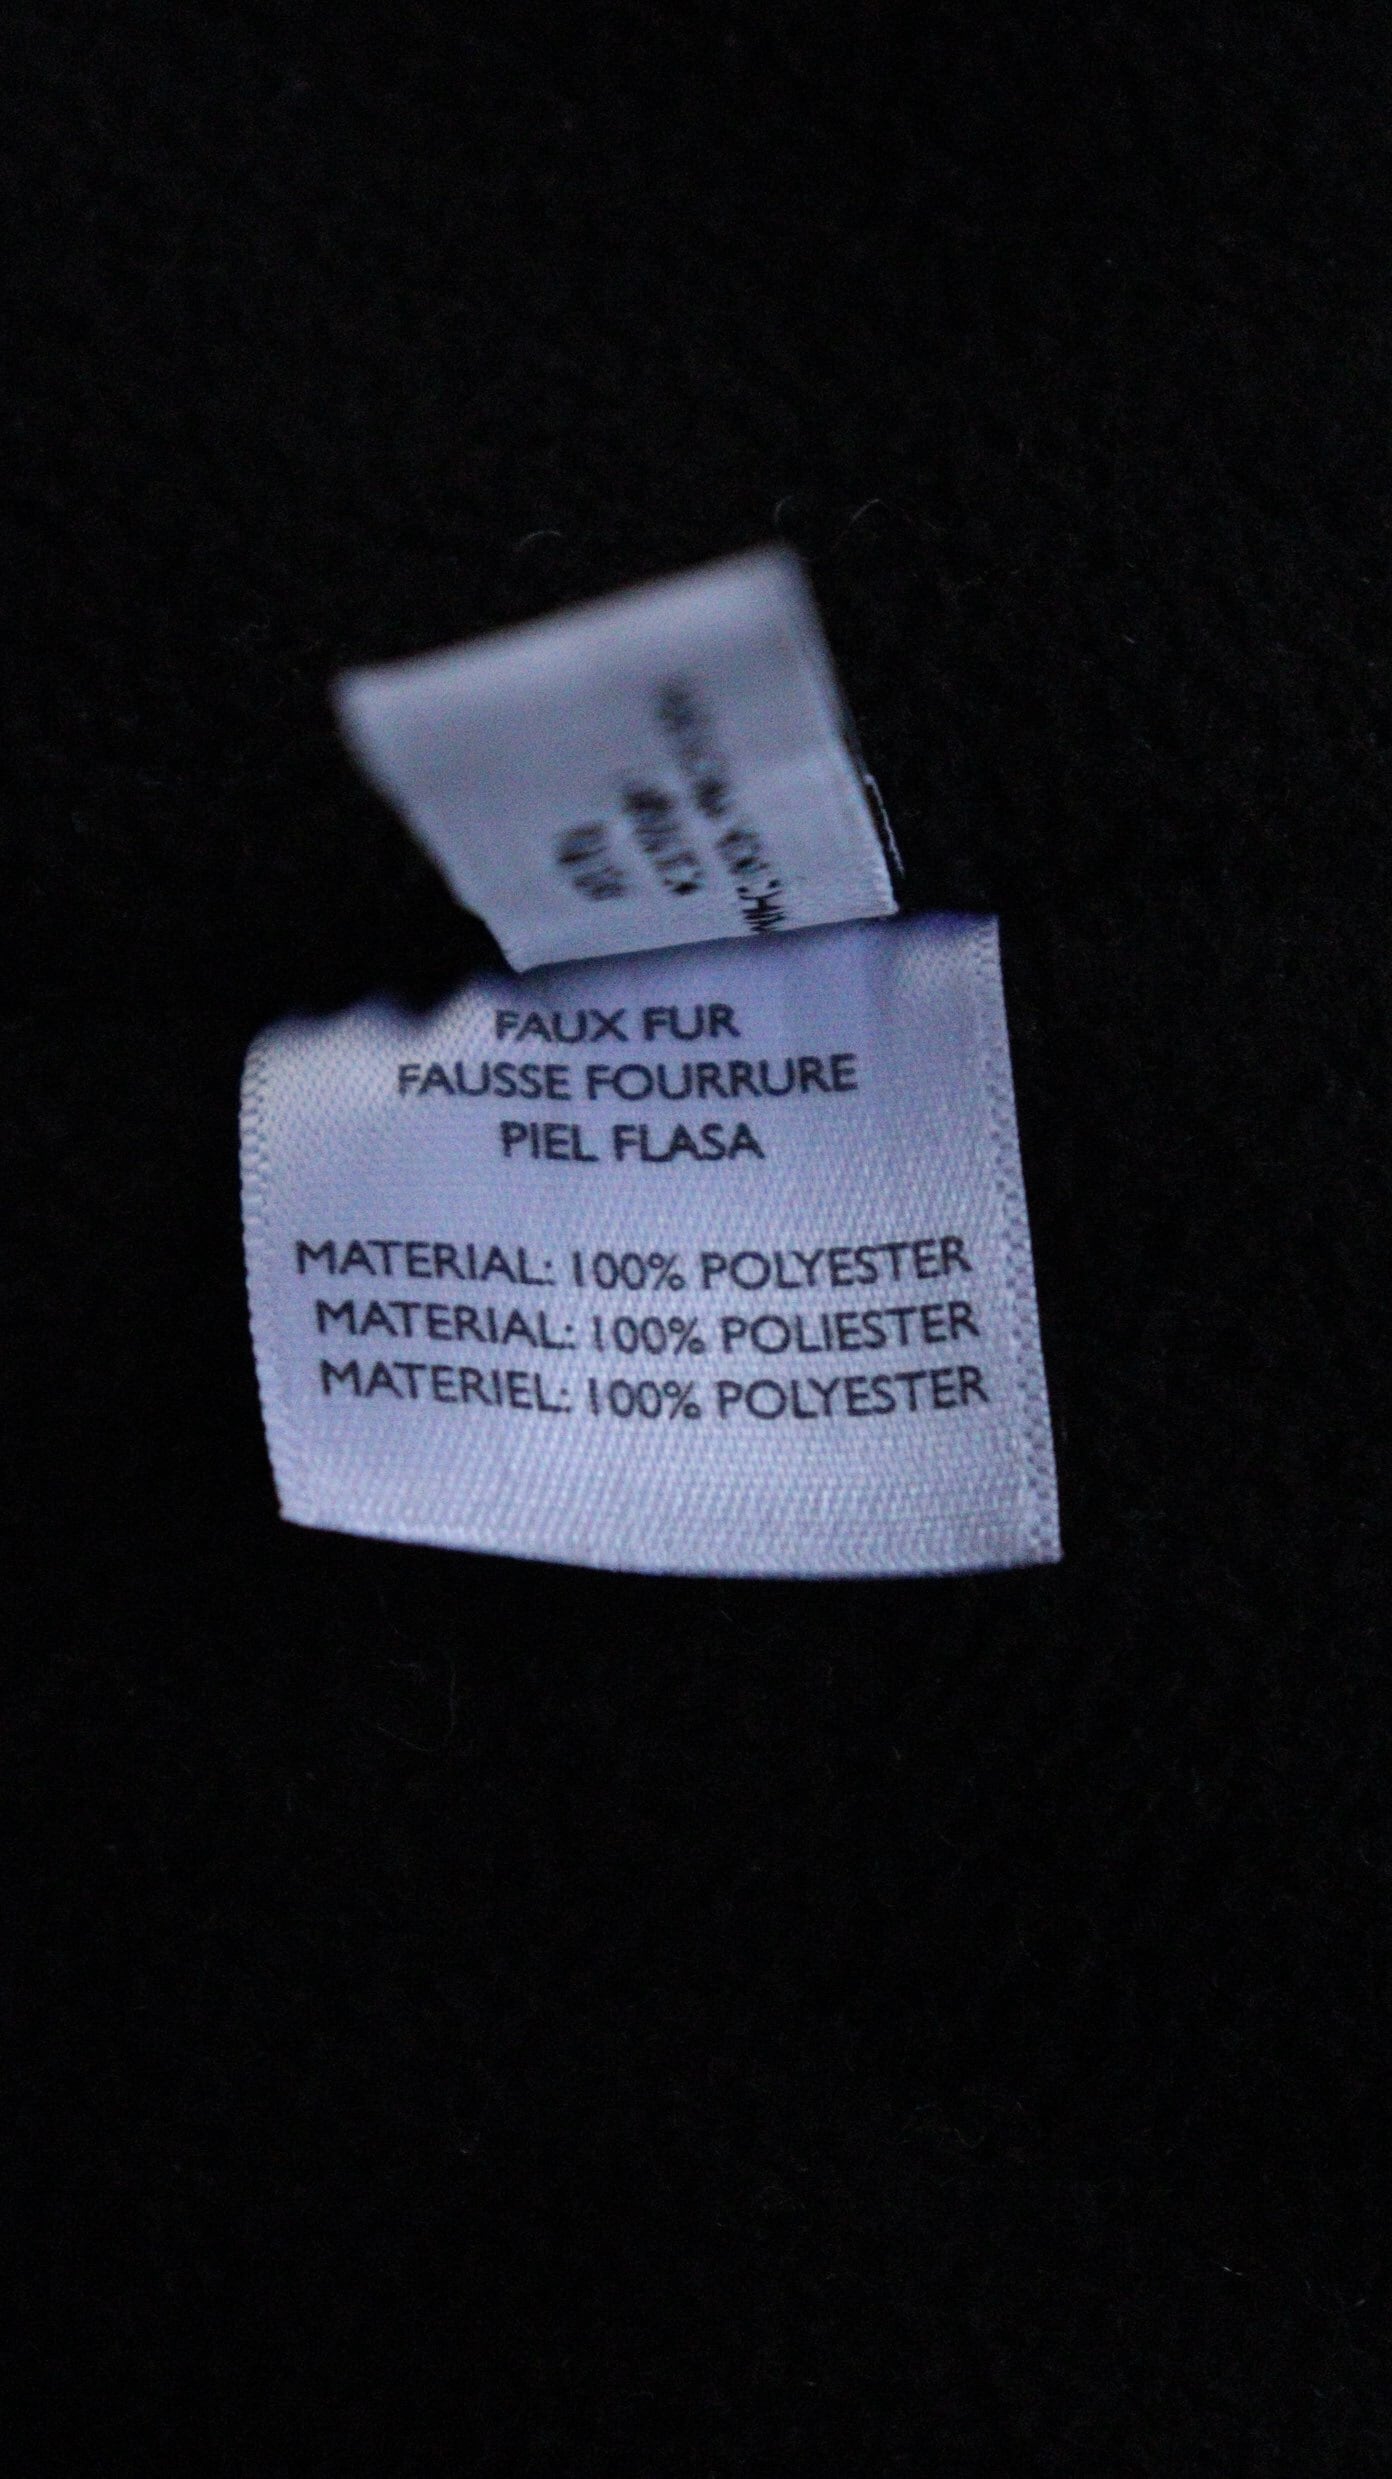 FAUX FUR
FAUSSE FOURRURE
PIEL FLASA
MATERIAL: 100% POLYESTER
MATERIAL: 100% POLIESTER
MATERIEL: 100% POLYESTER